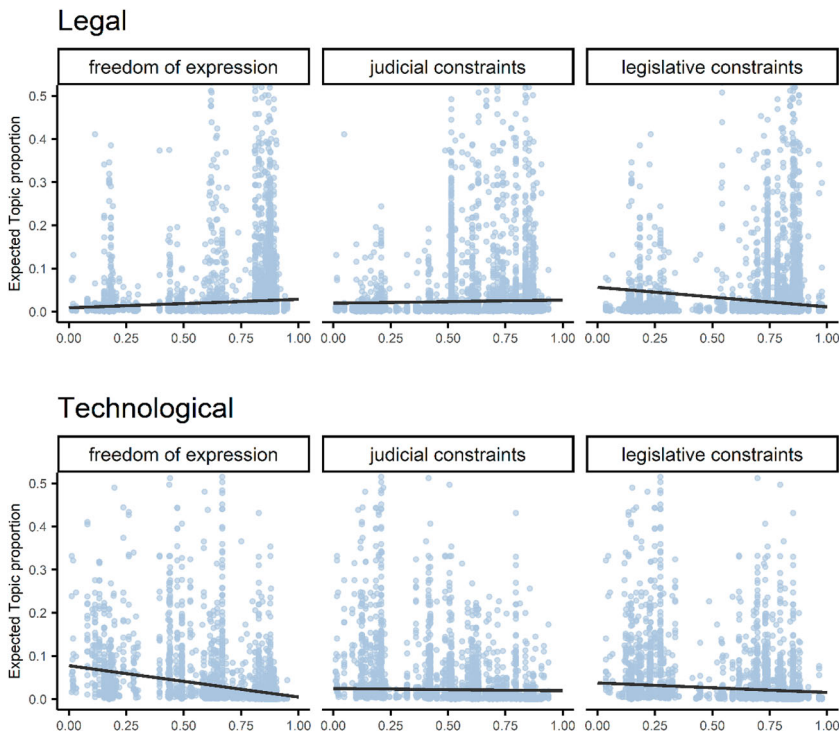 Legal
freedom of expression judicial constraints legislative constraints
Expected Topic proportion
0.5
0.4
0.3
0.2
0.1
0.0
0.00 0.25 0.50 0.75 1.00 0.00 0.25 0.50 0.75 1.00 0.00 0.25 0.50 0.75 1.00
Technological
freedom of expression judicial constraints legislative constraints
Expected Topic proportion
0.5
0.4
0.3
0.2
0.1
0.0
0.00 0.25 0.50 0.75 1.00 0.00 0.25 0.50 0.75 1.00 0.00 0.25 0.50 0.75 1.00